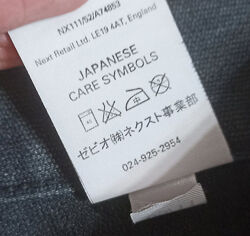 NX111/52/A74853
Next Retail Ltd. LE19 4AT, England
JAPANESE
CARE SYMBOLS
ゼビオ㈱ネクスト事業部
024-925-2954